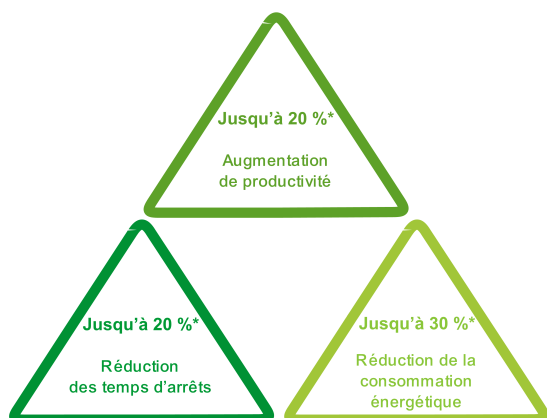 Jusqu'à 20 %*
Augmentation
de productivité
Jusqu'à 20 %*
Réduction
des temps d'arrêts
Jusqu'à 30 %*
Réduction de la
consommation
énergétique